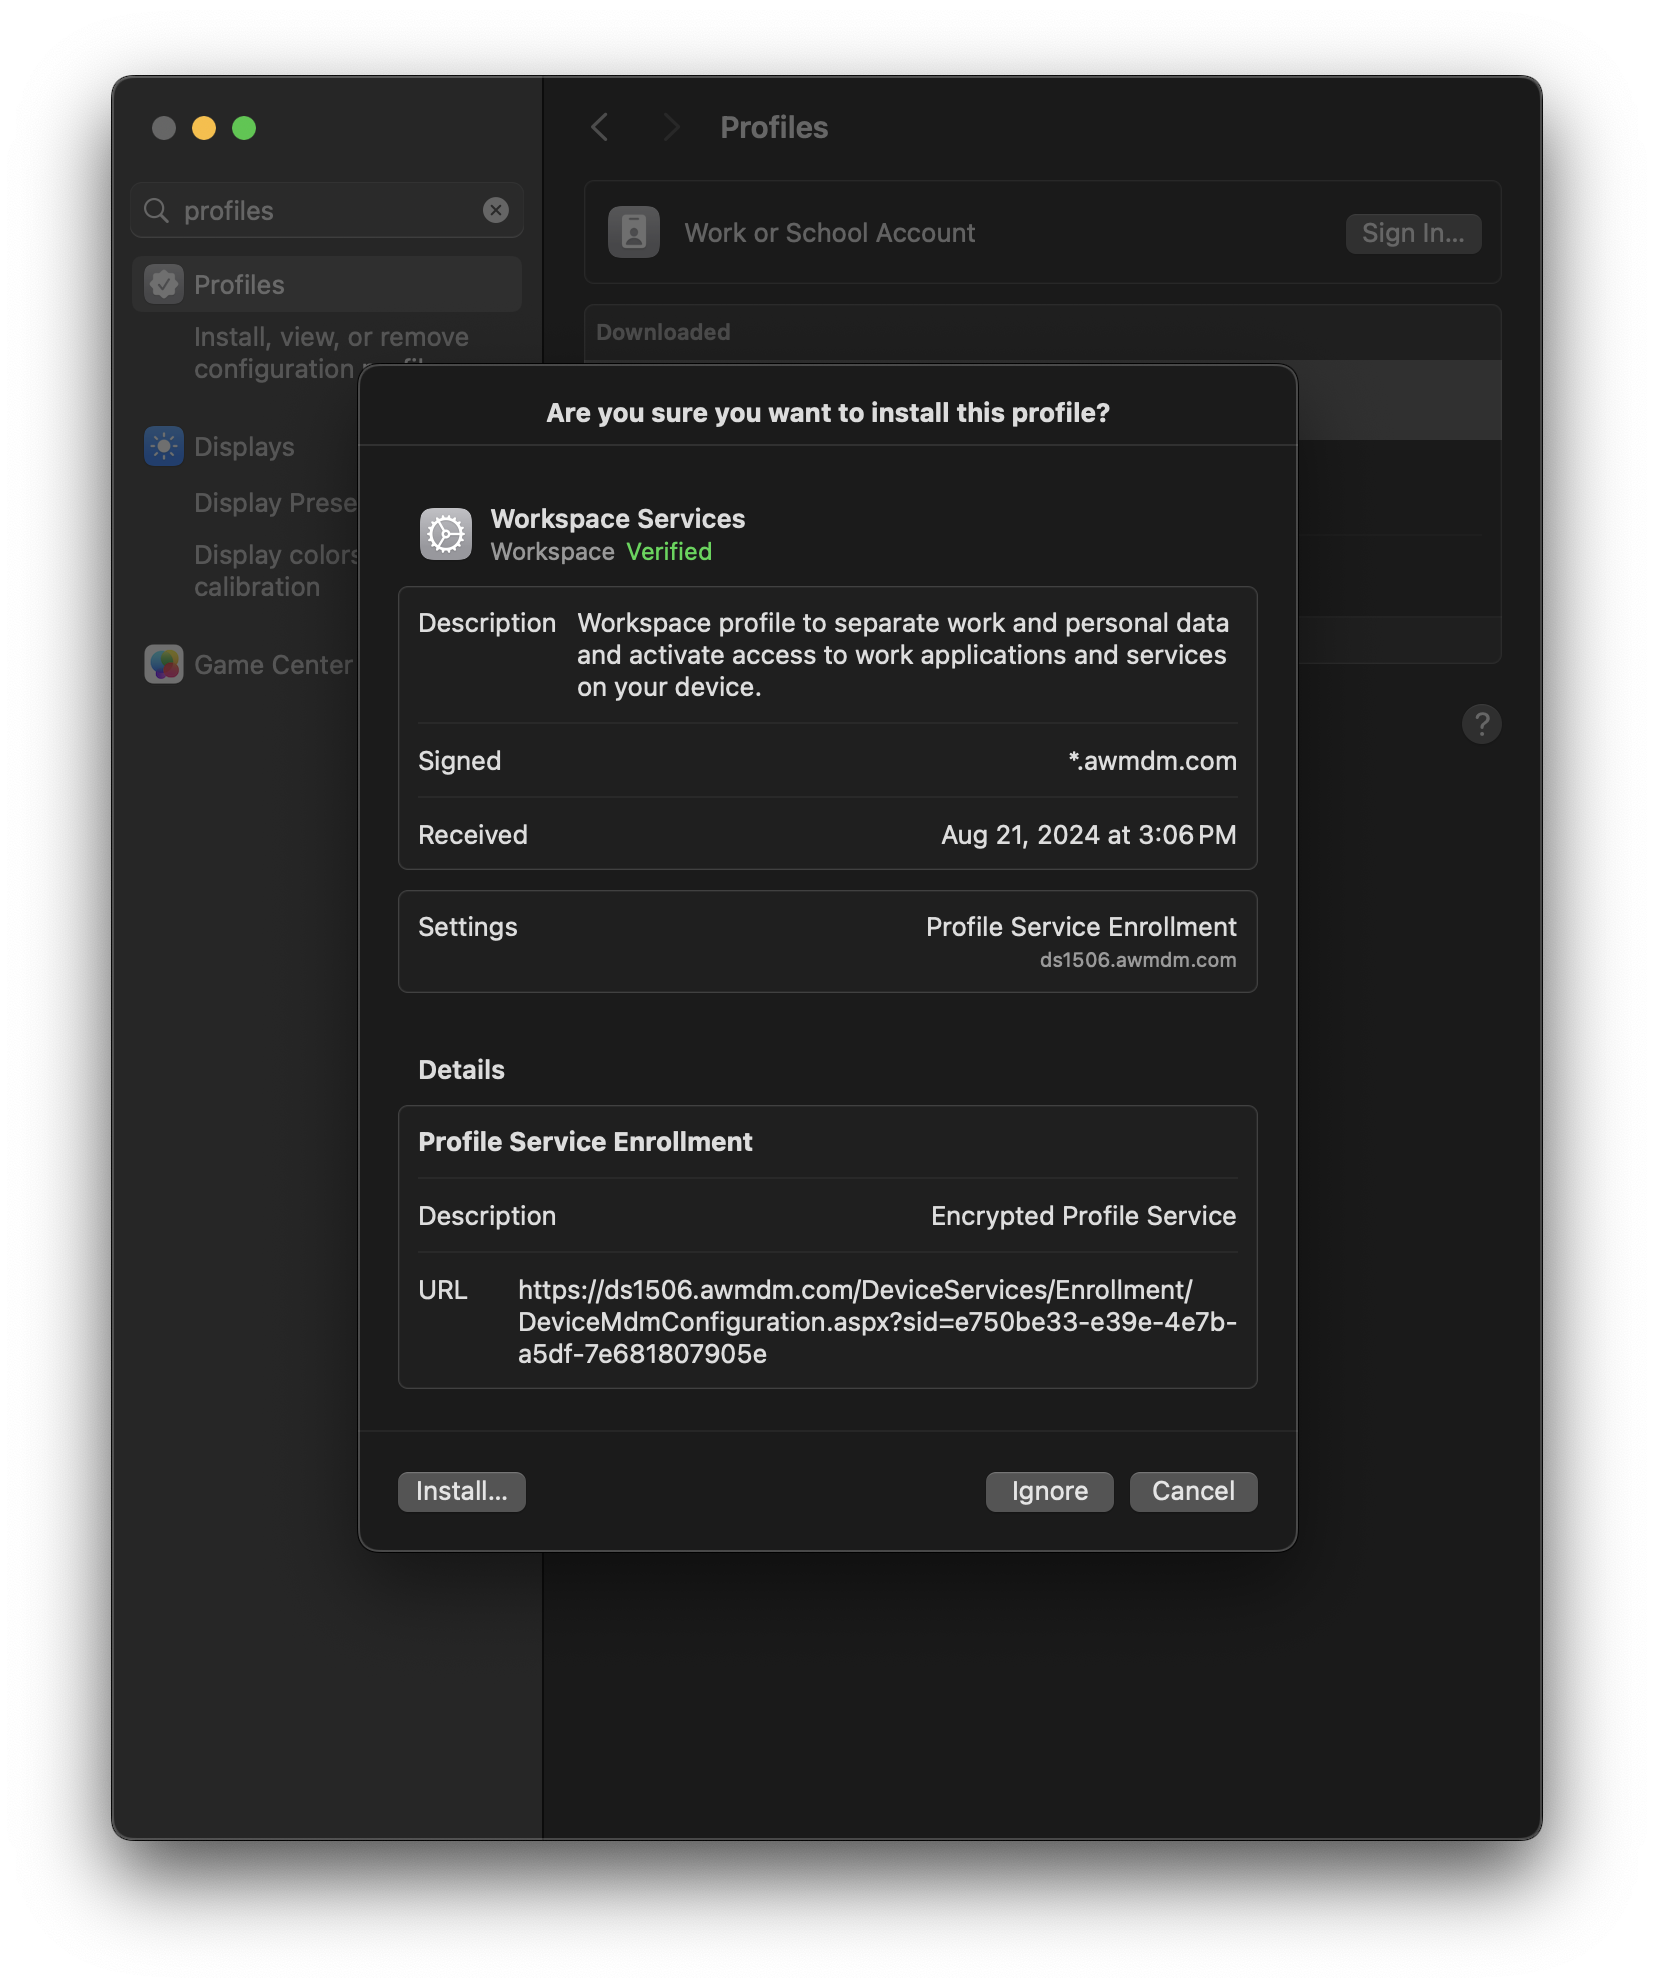 Profiles
profiles
Work or School Account
Sign In...
Profiles
Install, view, or remove
configuration
Downloaded
Displays
Display Prese
Display colors
calibration
Game Center
?
Are you sure you want to install this profile?
Workspace Services
Workspace Verified
Description Workspace profile to separate work and personal data
and activate access to work applications and services
on your device.
Signed *.awmdm.com
Received Aug 21, 2024 at 3:06 PM
Settings Profile Service Enrollment
ds1506.awmdm.com
Details
Profile Service Enrollment
Description Encrypted Profile Service
URL https://ds1506.awmdm.com/DeviceServices/Enrollment/
DeviceMdmConfiguration.aspx?sid=e750be33-e39e-4e7b-
a5df-7e681807905e
Install... Ignore Cancel